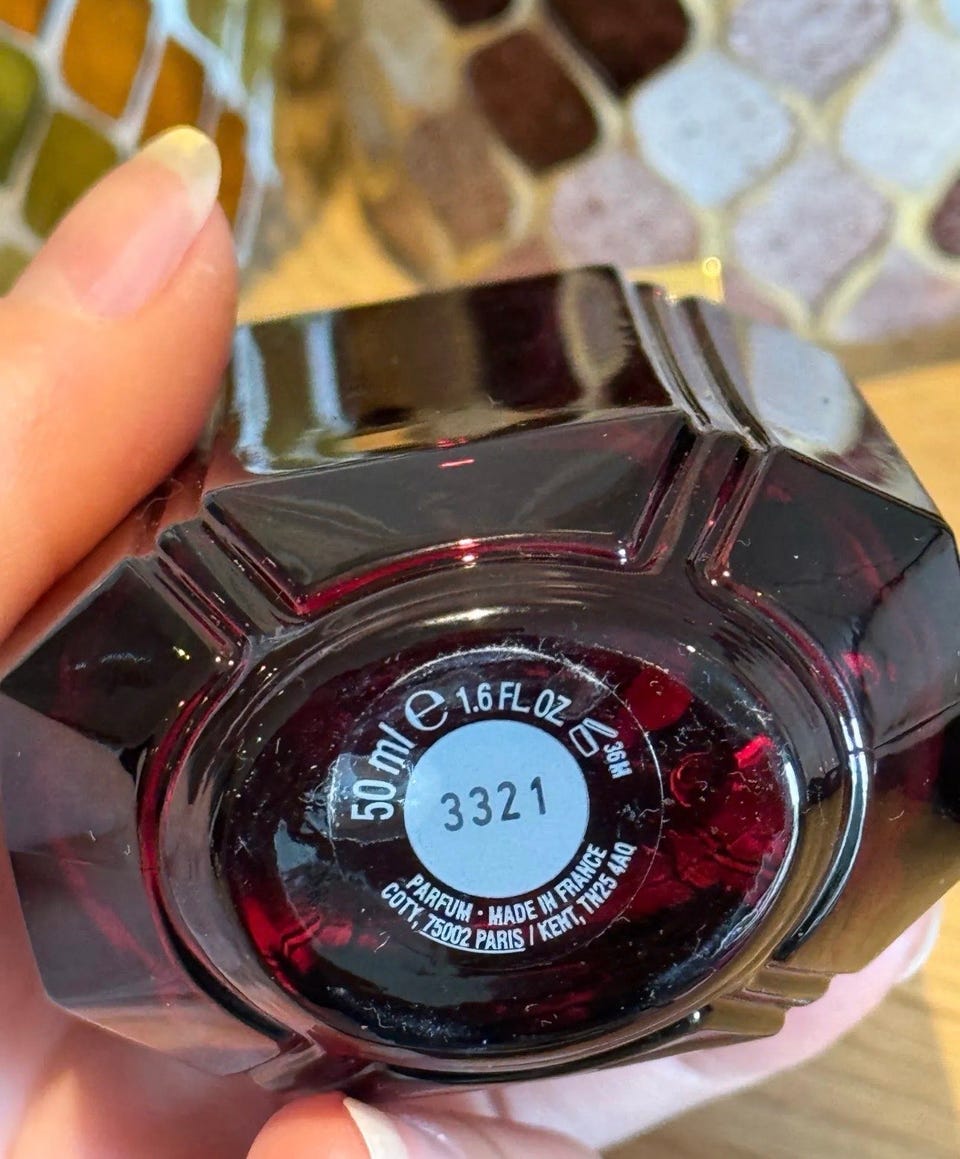 50 ml e 1.6 FL OZ 36M
3321
PARFUM · MADE IN FRANCE
COTY, 75002 PARIS / KENT, TN25 4AQ